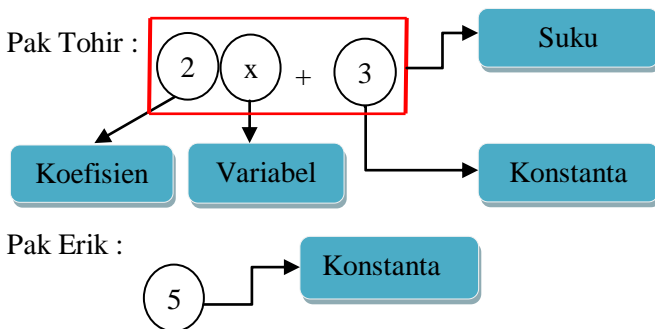 Pak Tohir : 2 x + 3 Suku
Koefisien Variabel Konstanta
Pak Erik : Konstanta
5